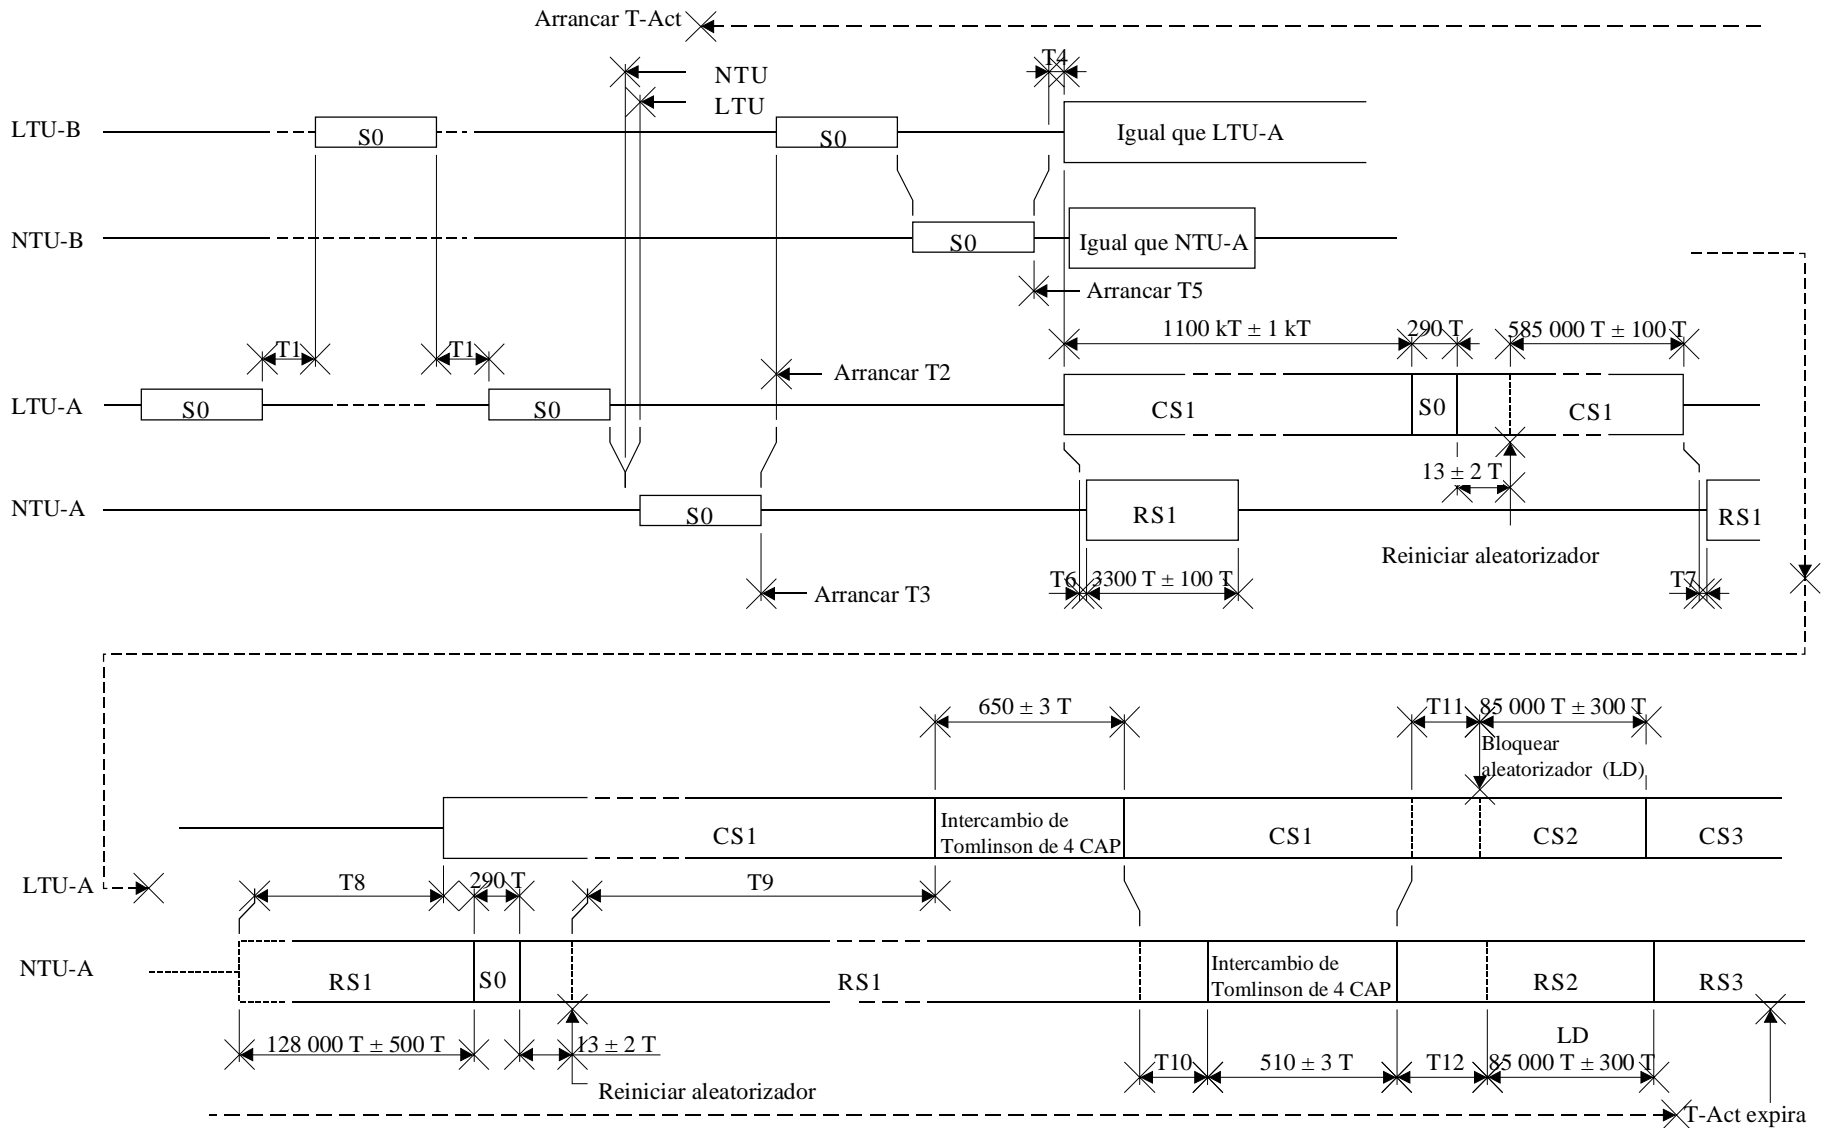 Arrancar T-Act
T4
NTU
LTU
LTU-B
S0
S0
Igual que LTU-A
NTU-B
S0
Igual que NTU-A
Arrancar T5
1100 kT ± 1 kT
290 T
585 000 T ± 100 T
T1
T1
Arrancar T2
LTU-A
S0
S0
CS1
S0
CS1
13 ± 2 T
NTU-A
S0
RS1
RS1
Reiniciar aleatorizador
T6
3300 T ± 100 T
T7
Arrancar T3
650 ± 3 T
T11
85 000 T ± 300 T
Bloquear
aleatorizador (LD)
CS1
Intercambio de
Tomlinson de 4 CAP
CS1
CS2
CS3
LTU-A
T8
290 T
T9
NTU-A
RS1
S0
RS1
Intercambio de
Tomlinson de 4 CAP
RS2
RS3
LD
128 000 T ± 500 T
13 ± 2 T
T10
510 ± 3 T
T12
85 000 T ± 300 T
Reiniciar aleatorizador
T-Act expira